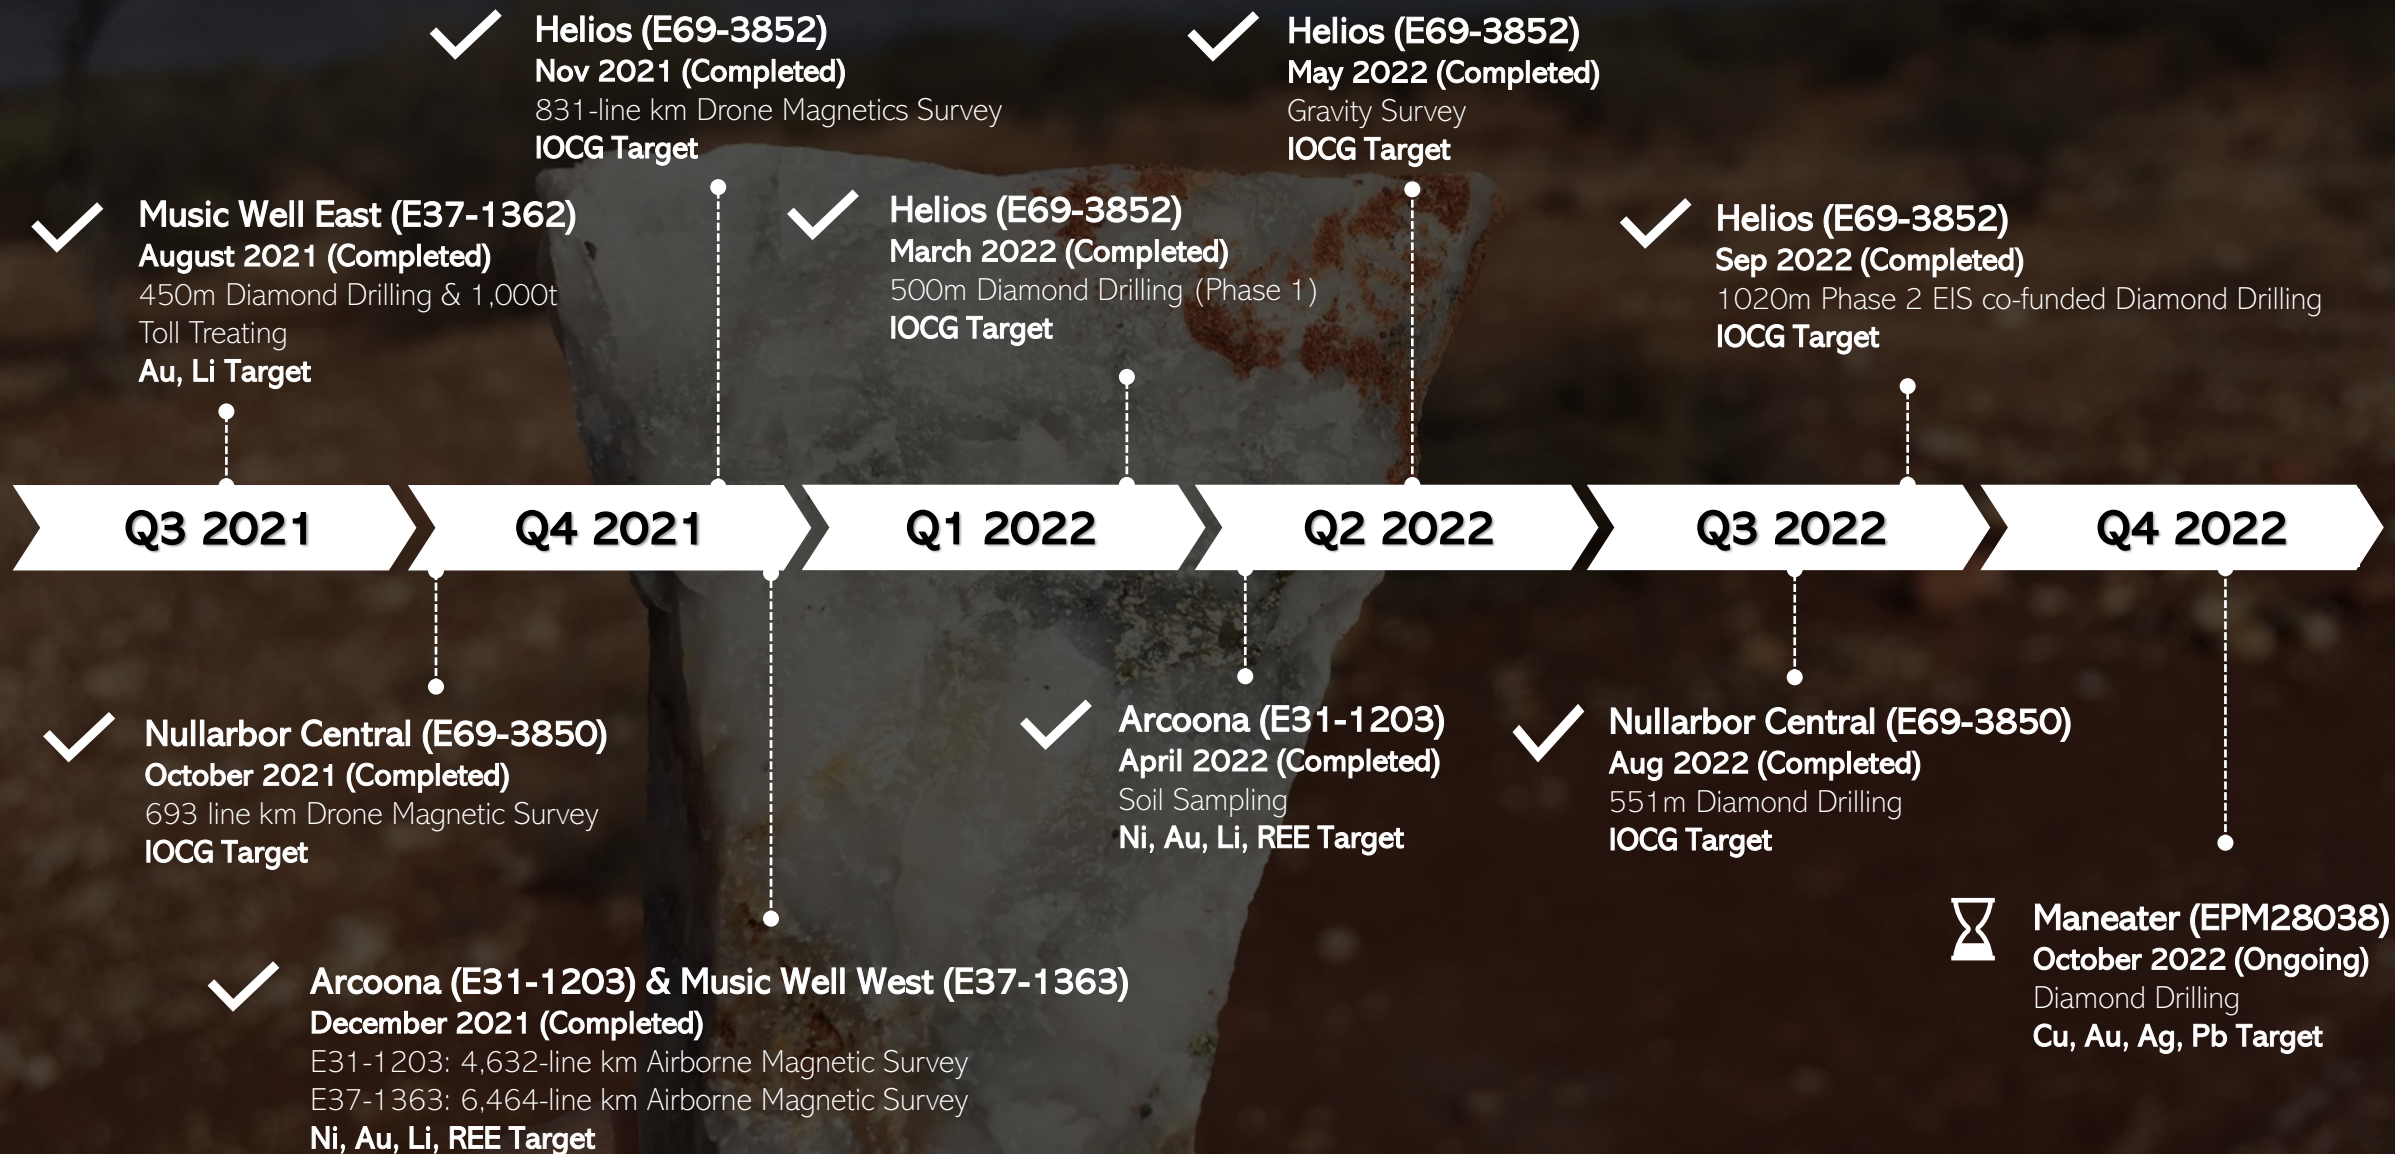 Helios (E69-3852)
Nov 2021 (Completed)
831-line km Drone Magnetics Survey
IOCG Target
Helios (E69-3852)
May 2022 (Completed)
Gravity Survey
IOCG Target
Music Well East (E37-1362)
August 2021 (Completed)
450m Diamond Drilling & 1,000t
Toll Treating
Au, Li Target
Helios (E69-3852)
March 2022 (Completed)
500m Diamond Drilling (Phase 1)
IOCG Target
Helios (E69-3852)
Sep 2022 (Completed)
1020m Phase 2 EIS co-funded Diamond Drilling
IOCG Target
Q3 2021
Q4 2021
Q1 2022
Q2 2022
Q3 2022
Q4 2022
Nullarbor Central (E69-3850)
October 2021 (Completed)
693 line km Drone Magnetic Survey
IOCG Target
Arcoona (E31-1203)
April 2022 (Completed)
Soil Sampling
Ni, Au, Li, REE Target
Nullarbor Central (E69-3850)
Aug 2022 (Completed)
551m Diamond Drilling
IOCG Target
Maneater (EPM28038)
October 2022 (Ongoing)
Diamond Drilling
Cu, Au, Ag, Pb Target
Arcoona (E31-1203) & Music Well West (E37-1363)
December 2021 (Completed)
E31-1203: 4,632-line km Airborne Magnetic Survey
E37-1363: 6,464-line km Airborne Magnetic Survey
Ni, Au, Li, REE Target